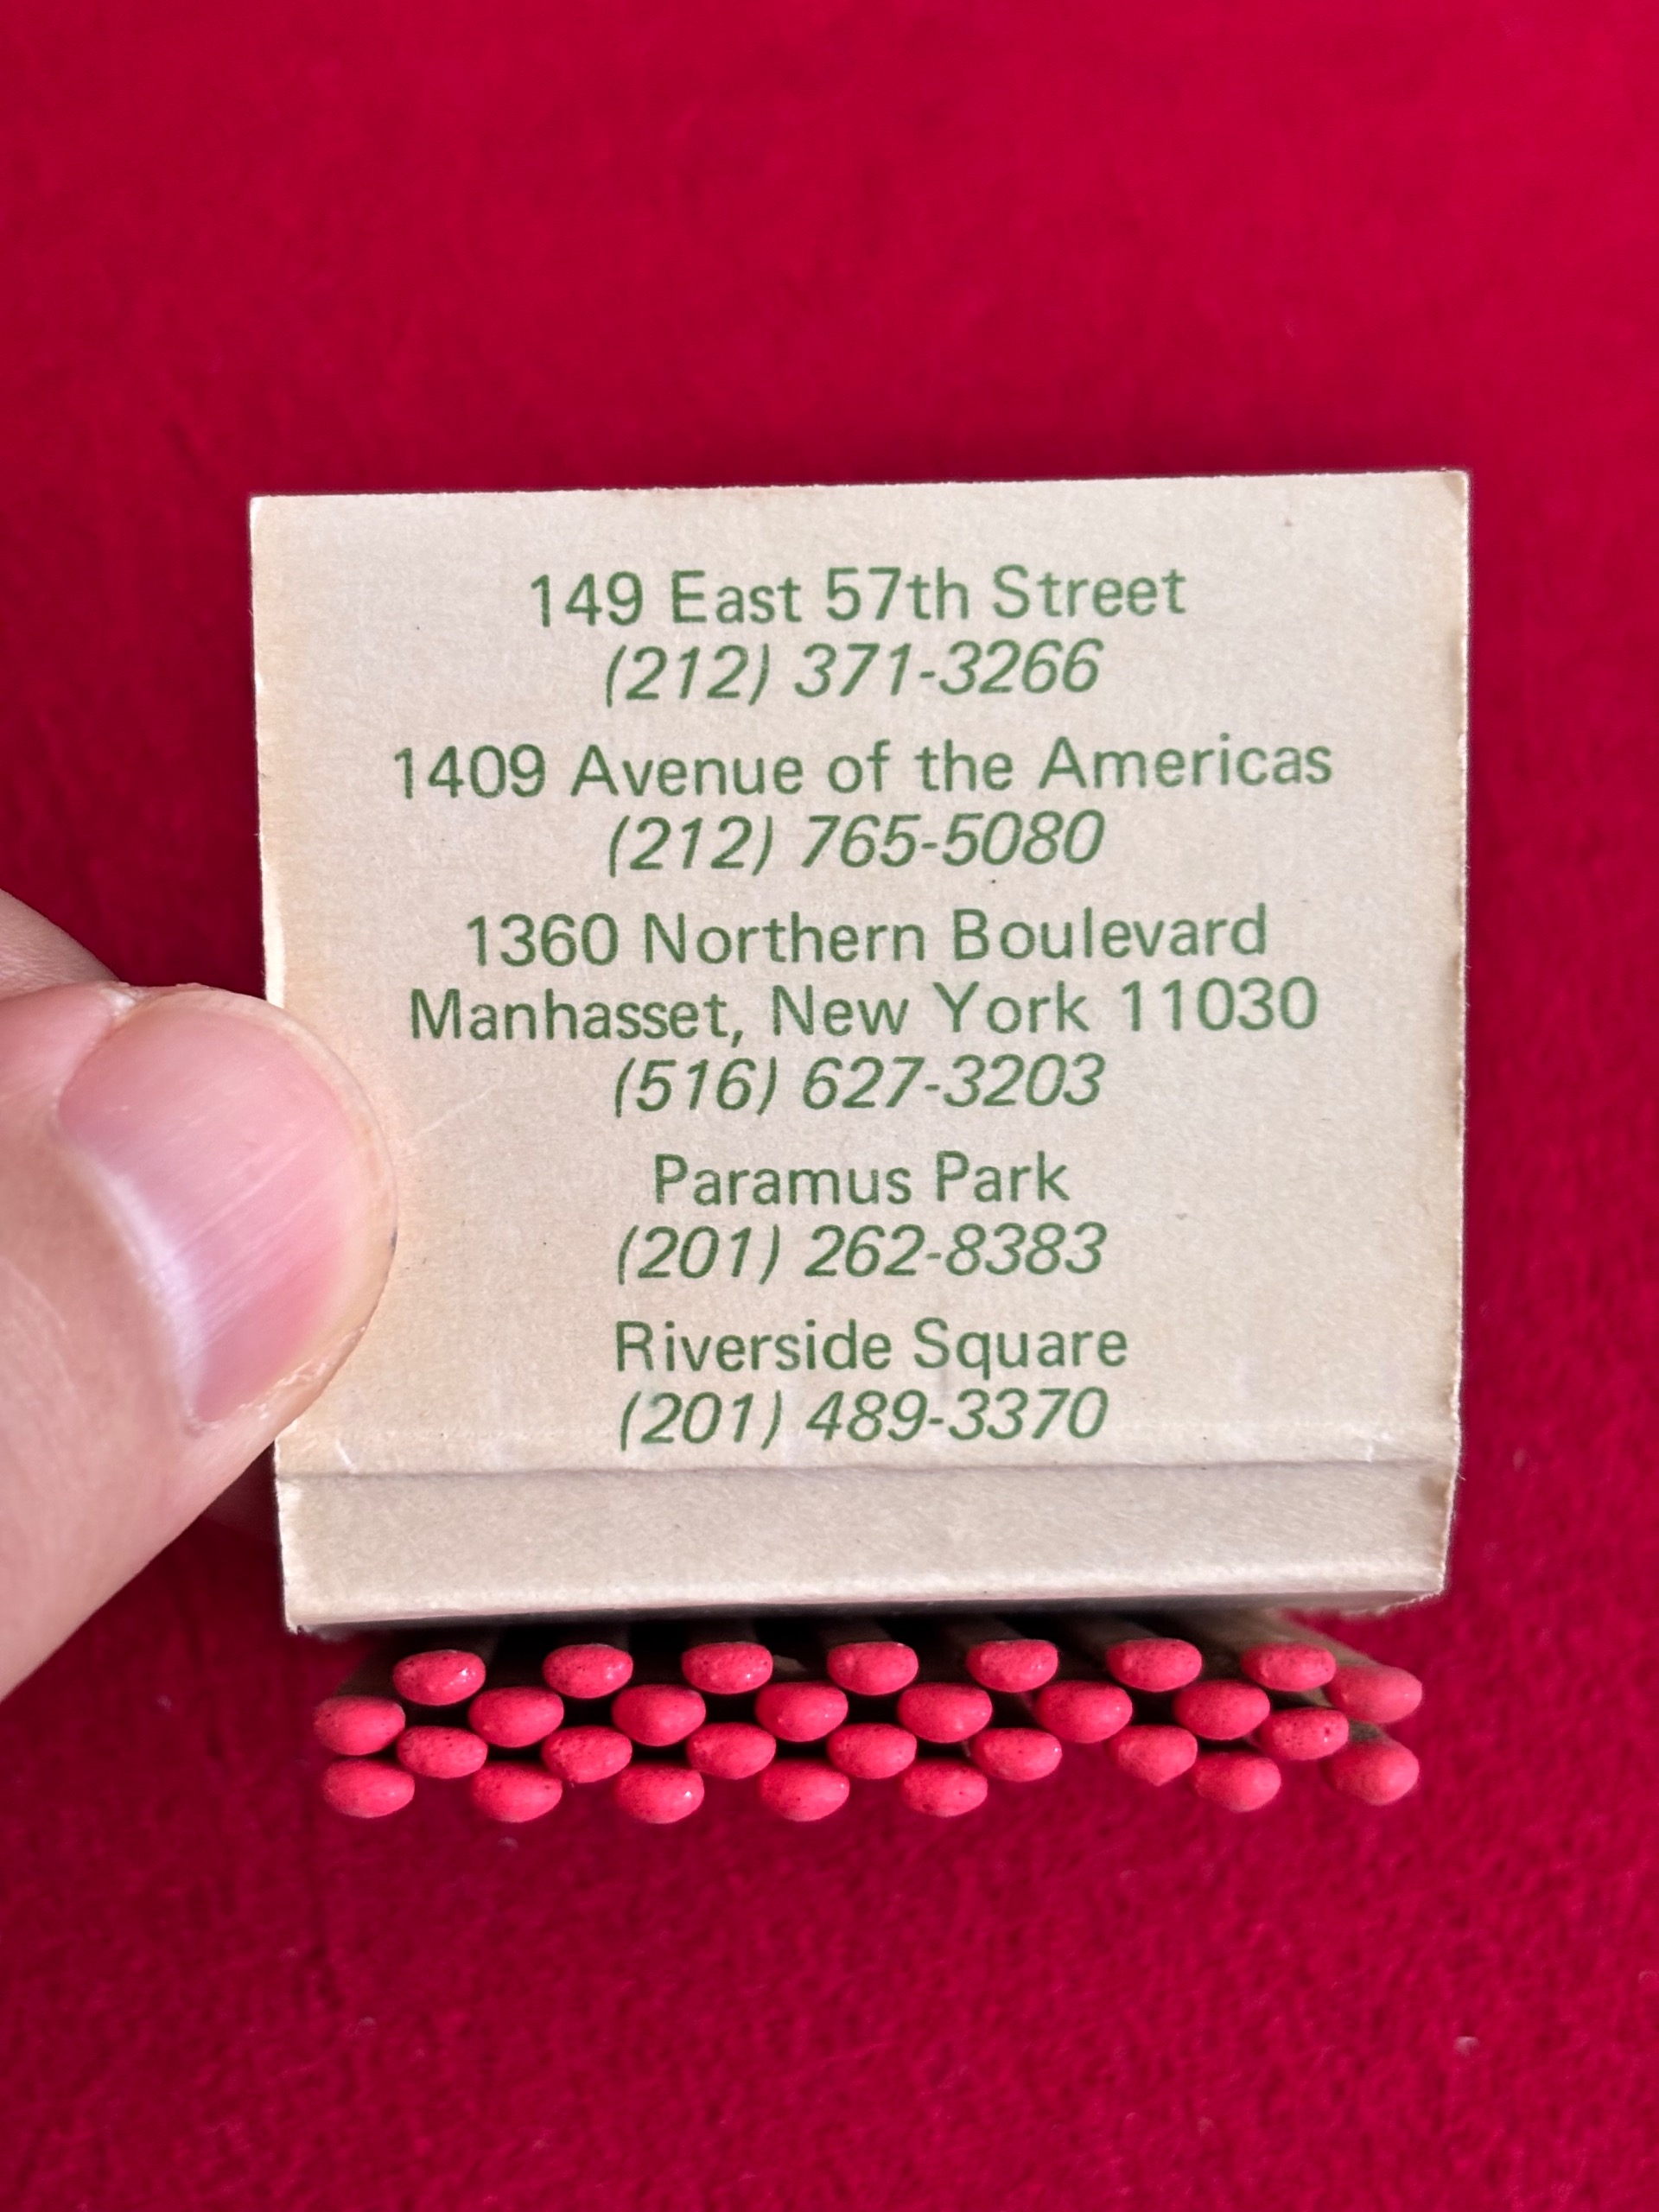 149 East 57th Street
(212) 371-3266
1409 Avenue of the Americas
(212) 765-5080
1360 Northern Boulevard
Manhasset, New York 11030
(516) 627-3203
Paramus Park
(201) 262-8383
Riverside Square
(201) 489-3370